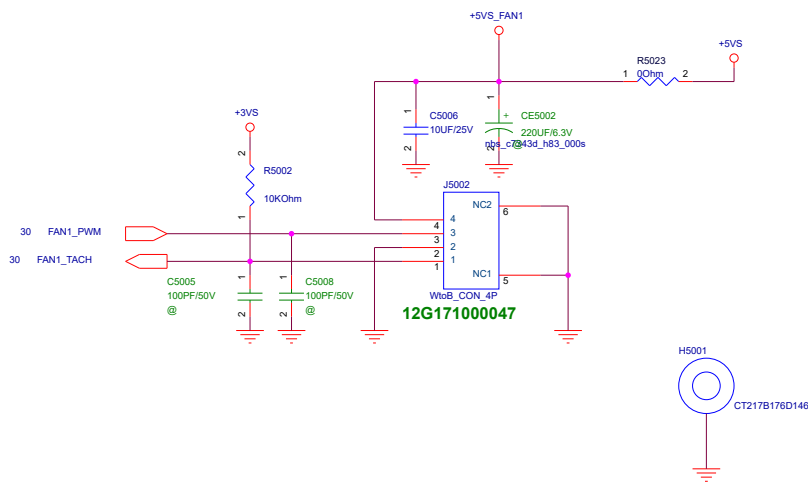 +5VS_FAN1
+5VS
R5023
1 0Ohm 2
+3VS
1
1
C5006
10UF/25V
2
+ CE5002
220UF/6.3V
nbs_c7343d_h83_000s
2
@
2
R5002
10KOhm
1
J5002
NC2
6
4
4
3
3
2
2
1
1
NC1
5
30 FAN1_PWM
30 FAN1_TACH
C5005
1
100PF/50V
@
2
C5008
1
100PF/50V
@
2
WtoB_CON_4P
12G171000047
H5001
CT217B176D146